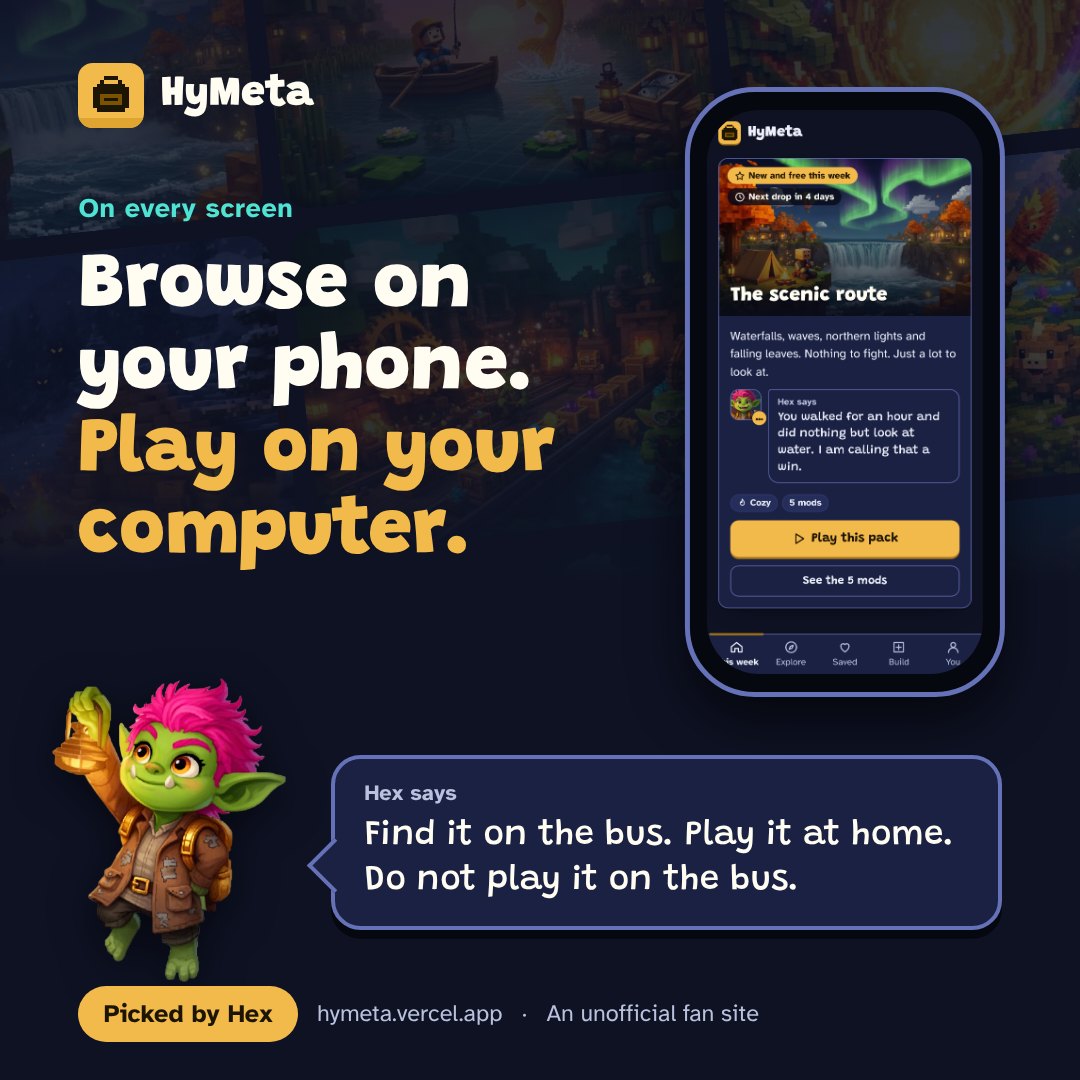 HyMeta
On every screen
Browse on
your phone.
Play on your
computer.
HyMeta
New and free this week
Next drop in 4 days
The scenic route
Waterfalls, waves, northern lights and
falling leaves. Nothing to fight. Just a lot to
look at.
Hex says
You walked for an hour and
did nothing but look at
water. I am calling that a
win.
Cozy 5 mods
Play this pack
See the 5 mods
is week Explore Saved Build You
Hex says
Find it on the bus. Play it at home.
Do not play it on the bus.
Picked by Hex hymeta.vercel.app · An unofficial fan site